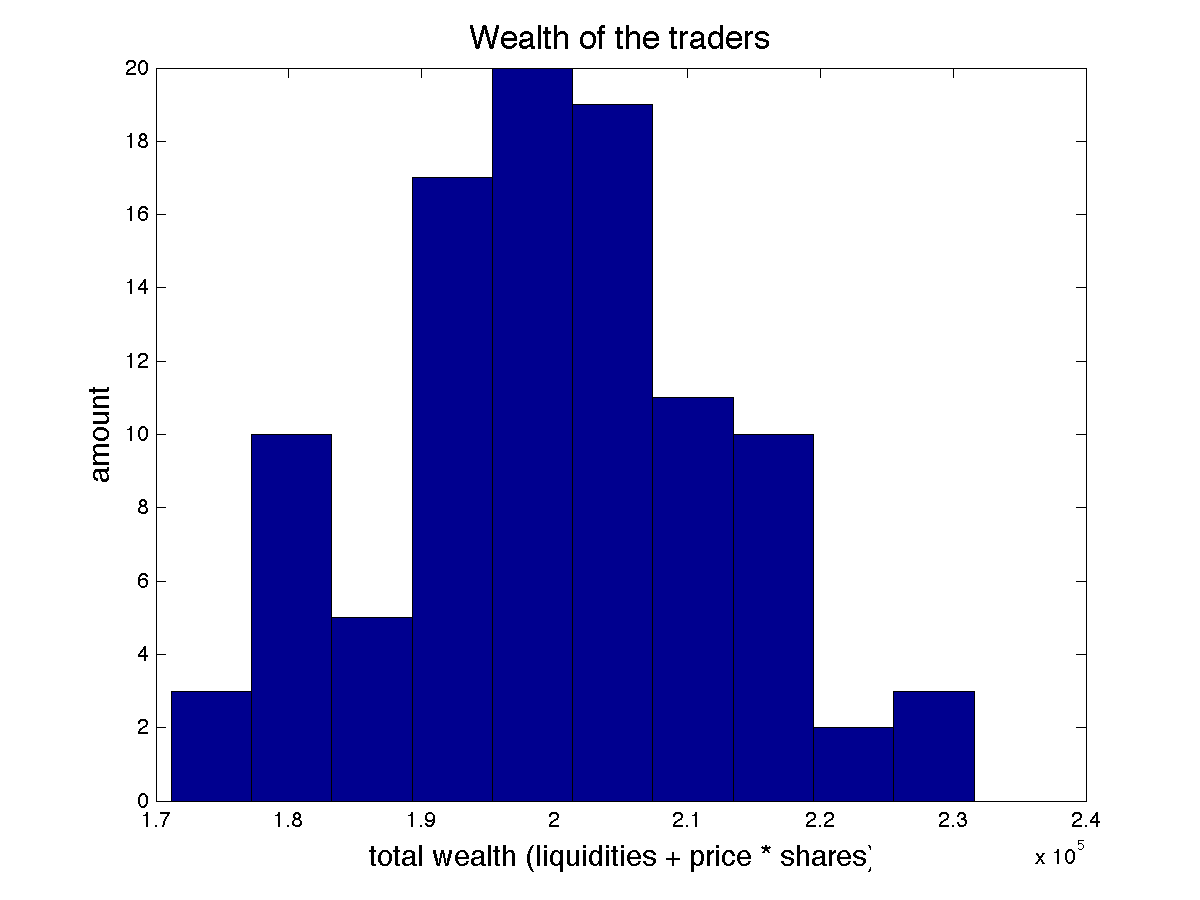 Wealth of the traders
20
18
16
14
12
10
8
6
4
2
0
amount
1.7 1.8 1.9 2 2.1 2.2 2.3 2.4
x 10^5
total wealth (liquidities + price * shares)